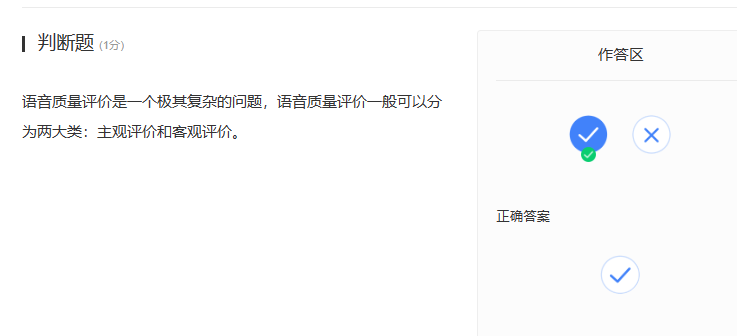 判断题 (1分)
语音质量评价是一个极其复杂的问题，语音质量评价一般可以分
为两大类：主观评价和客观评价。
作答区
正确答案